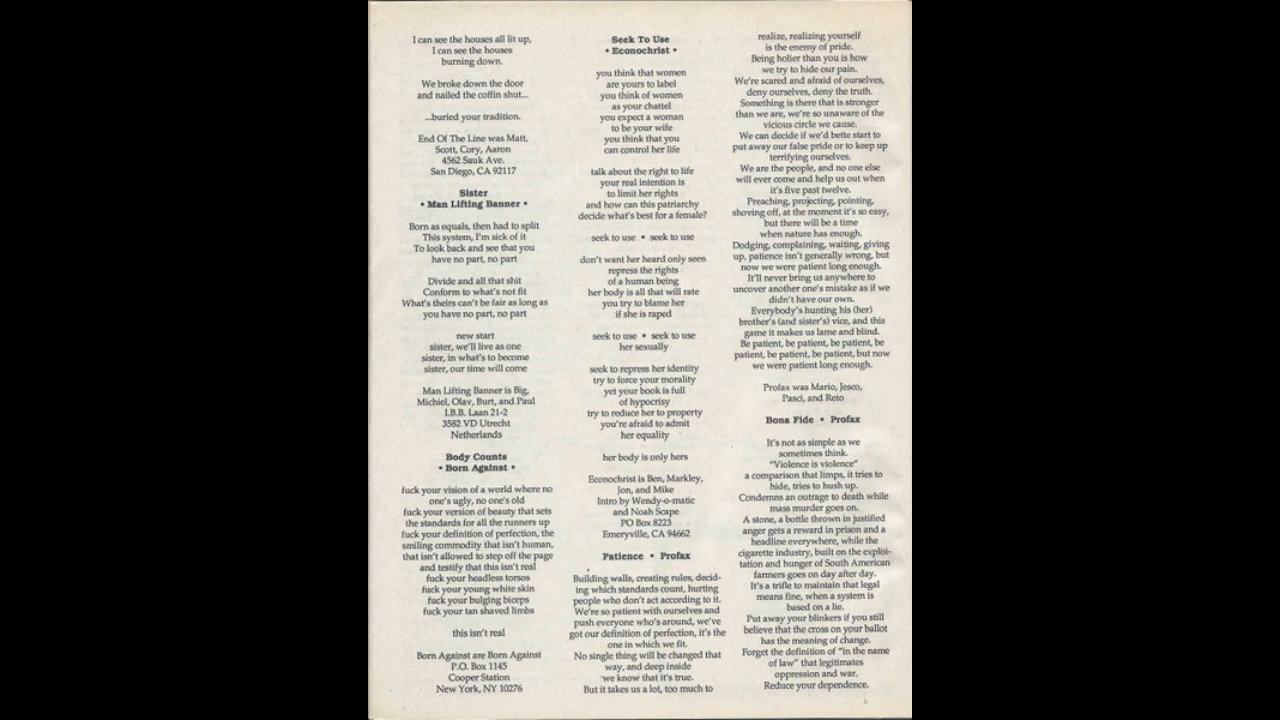 I can see the houses all lit up,
I can see the houses
burning down.
We broke down the door
and nailed the coffin shut...
...buried your tradition.
End Of The Line was Matt,
Scott, Cory, Aaron
4562 Sauk Ave.
San Diego, CA 92117
Sister
• Man Lifting Banner •
Born as equals, then had to split
This system, I'm sick of it
To look back and see that you
have no part, no part
Divide and all that shit
Conform to what's not fit
What's theirs can't be fair as long as
you have no part, no part
new start
sister, we'll live as one
sister, in what's to become
sister, our time will come
Man Lifting Banner is Big,
Michiel, Olav, Burt, and Paul
I.B.B. Laan 21-2
3582 VD Utrecht
Netherlands
Body Counts
• Born Against •
fuck your vision of a world where no
one's ugly, no one's old
fuck your version of beauty that sets
the standards for all the runners up
fuck your definition of perfection, the
smiling commodity that isn't human,
that isn't allowed to step off the page
and testify that this isn't real
fuck your headless torsos
fuck your young white skin
fuck your bulging biceps
fuck your tan shaved limbs
this isn't real
Born Against are Born Against
P.O. Box 1145
Cooper Station
New York, NY 10276
Seek To Use
• Econochrist •
you think that women
are yours to label
you think of women
as your chattel
you expect a woman
to be your wife
you think that you
can control her life
talk about the right to life
your real intention is
to limit her rights
and how can this patriarchy
decide what's best for a female?
seek to use • seek to use
don't want her heard only seen
repress the rights
of a human being
her body is all that will rate
you try to blame her
if she is raped
seek to use • seek to use
her sexually
seek to repress her identity
try to force your morality
yet your book is full
of hypocrisy
try to reduce her to property
you're afraid to admit
her equality
her body is only hers
Econochrist is Ben, Markley,
Jon, and Mike
Intro by Wendy-o-matic
and Noah Scape
PO Box 8223
Emeryville, CA 94662
Patience • Profax
Building walls, creating rules, decid-
ing which standards count, hurting
people who don't act according to it.
We're so patient with ourselves and
push everyone who's around, we've
got our definition of perfection, it's the
one in which we fit.
No single thing will be changed that
way, and deep inside
we know that it's true.
But it takes us a lot, too much to
realize, realizing yourself
is the enemy of pride.
Being holier than you is how
we try to hide our pain.
We're scared and afraid of ourselves,
deny ourselves, deny the truth.
Something is there that is stronger
than we are, we're so unaware of the
vicious circle we cause.
We can decide if we'd bette start to
put away our false pride or to keep up
terrifying ourselves.
We are the people, and no one else
will ever come and help us out when
it's five past twelve.
Preaching, projecting, pointing,
shoving off, at the moment it's so easy,
but there will be a time
when nature has enough.
Dodging, complaining, waiting, giving
up, patience isn't generally wrong, but
now we were patient long enough.
It'll never bring us anywhere to
uncover another one's mistake as if we
didn't have our own.
Everybody's hunting his (her)
brother's (and sister's) vice, and this
game it makes us lame and blind.
Be patient, be patient, be patient, be
patient, be patient, be patient, but now
we were patient long enough.
Profax was Mario, Jesco,
Pasci, and Reto
Bona Fide • Profax
It's not as simple as we
sometimes think.
"Violence is violence"
a comparison that limps, it tries to
hide, tries to hush up.
Condemns an outrage to death while
mass murder goes on.
A stone, a bottle thrown in justified
anger gets a reward in prison and a
headline everywhere, while the
cigarette industry, built on the exploi-
tation and hunger of South American
farmers goes on day after day.
It's a trifle to maintain that legal
means fine, when a system is
based on a lie.
Put away your blinkers if you still
believe that the cross on your ballot
has the meaning of change.
Forget the definition of "in the name
of law" that legitimates
oppression and war.
Reduce your dependence.